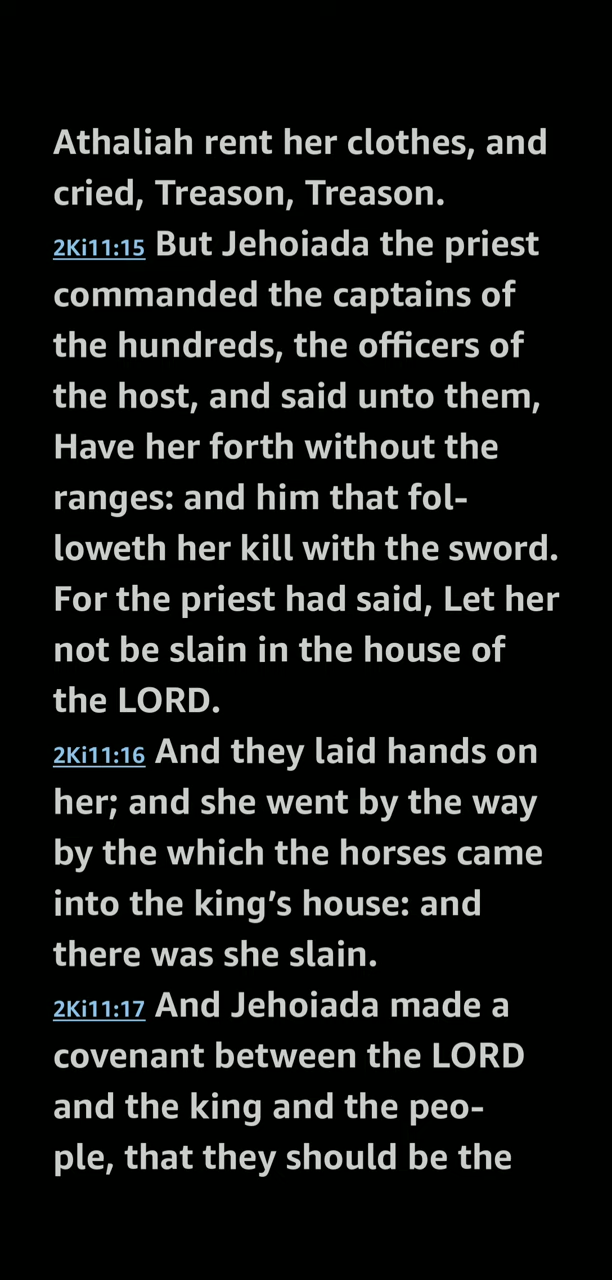 Athaliah rent her clothes, and
cried, Treason, Treason.
2Ki11:15 But Jehoiada the priest
commanded the captains of
the hundreds, the officers of
the host, and said unto them,
Have her forth without the
ranges: and him that fol-
loweth her kill with the sword.
For the priest had said, Let her
not be slain in the house of
the LORD.
2Ki11:16 And they laid hands on
her; and she went by the way
by the which the horses came
into the king’s house: and
there was she slain.
2Ki11:17 And Jehoiada made a
covenant between the LORD
and the king and the peo-
ple, that they should be the